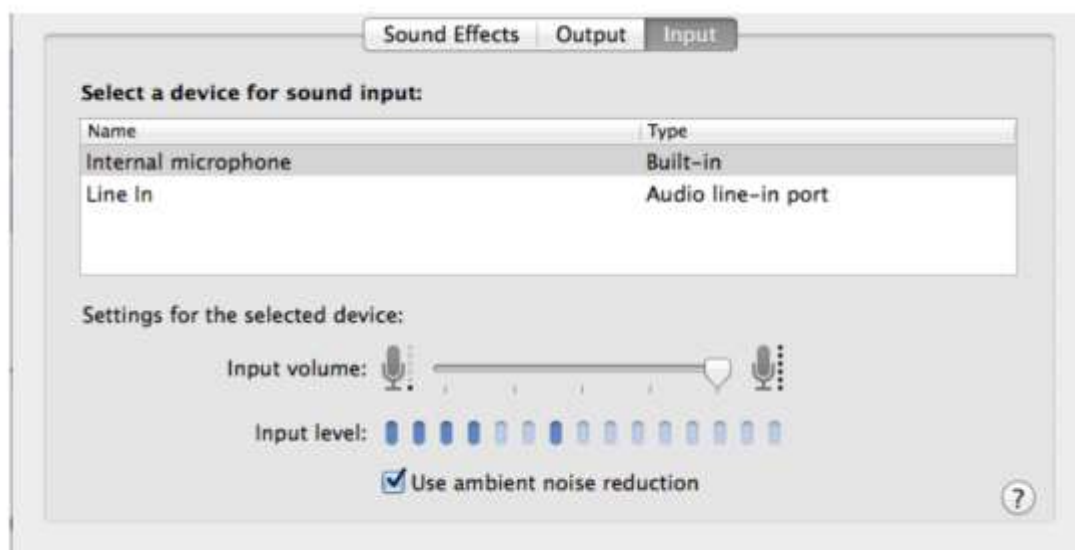 Sound Effects Output Input
Select a device for sound input:
Name Type
Internal microphone Built-in
Line In Audio line-in port
Settings for the selected device:
Input volume:
Input level:
Use ambient noise reduction
?